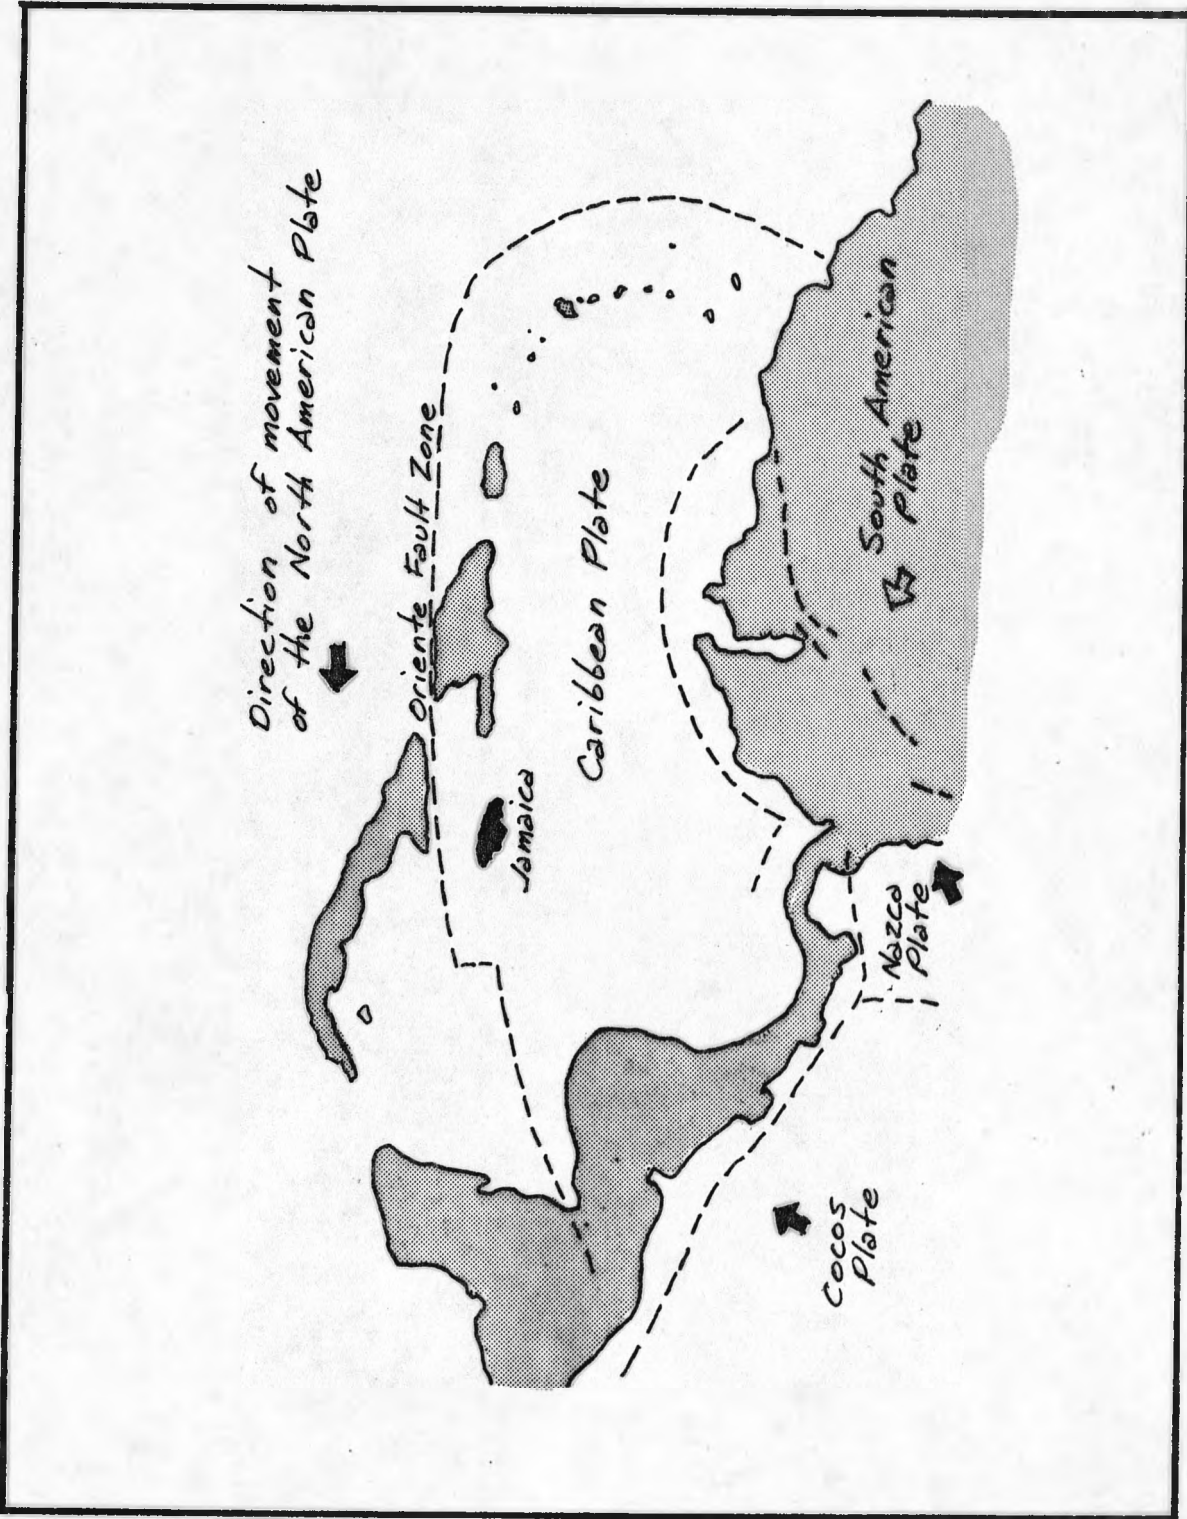 Direction of movement
of the North American Plate
Oriente Fault Zone
Jamaica
Caribbean Plate
South American
Plate
Nazca
Plate
Cocos
Plate